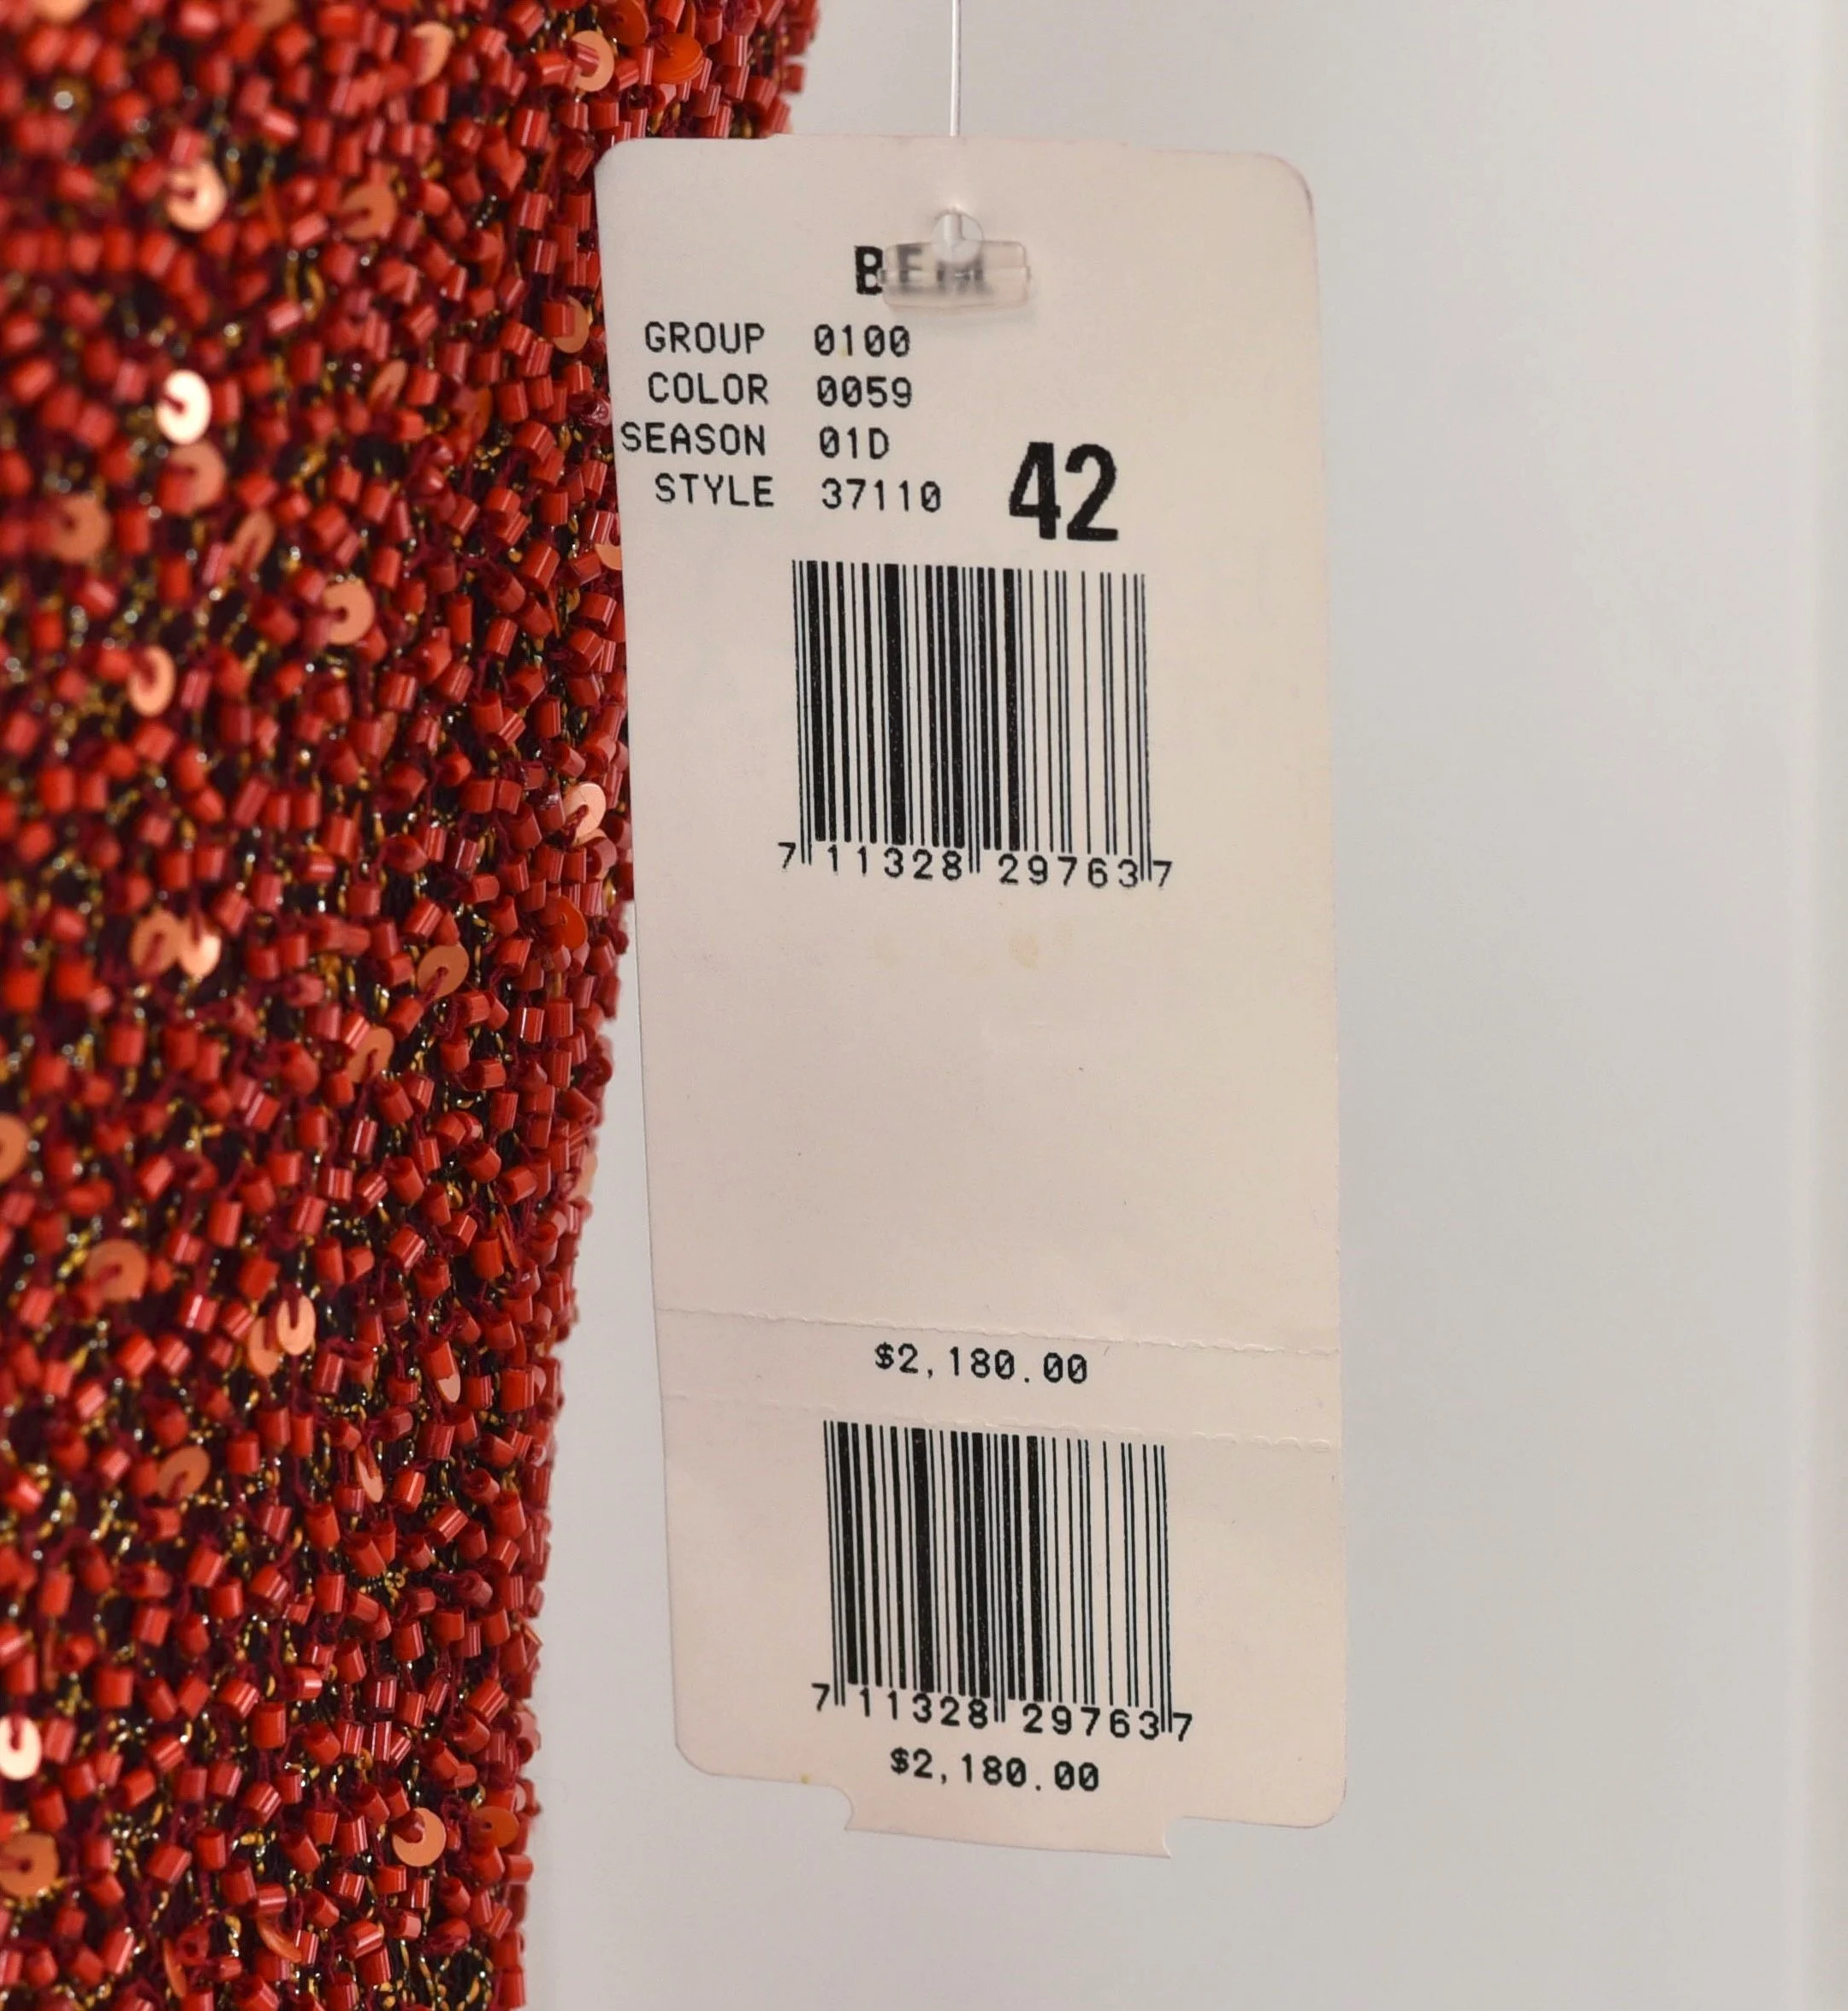 GROUP 0100
COLOR 0059
SEASON 01D
STYLE 37110
42
7 11328 29763 7
$2,180.00
7 11328 29763 7
$2,180.00